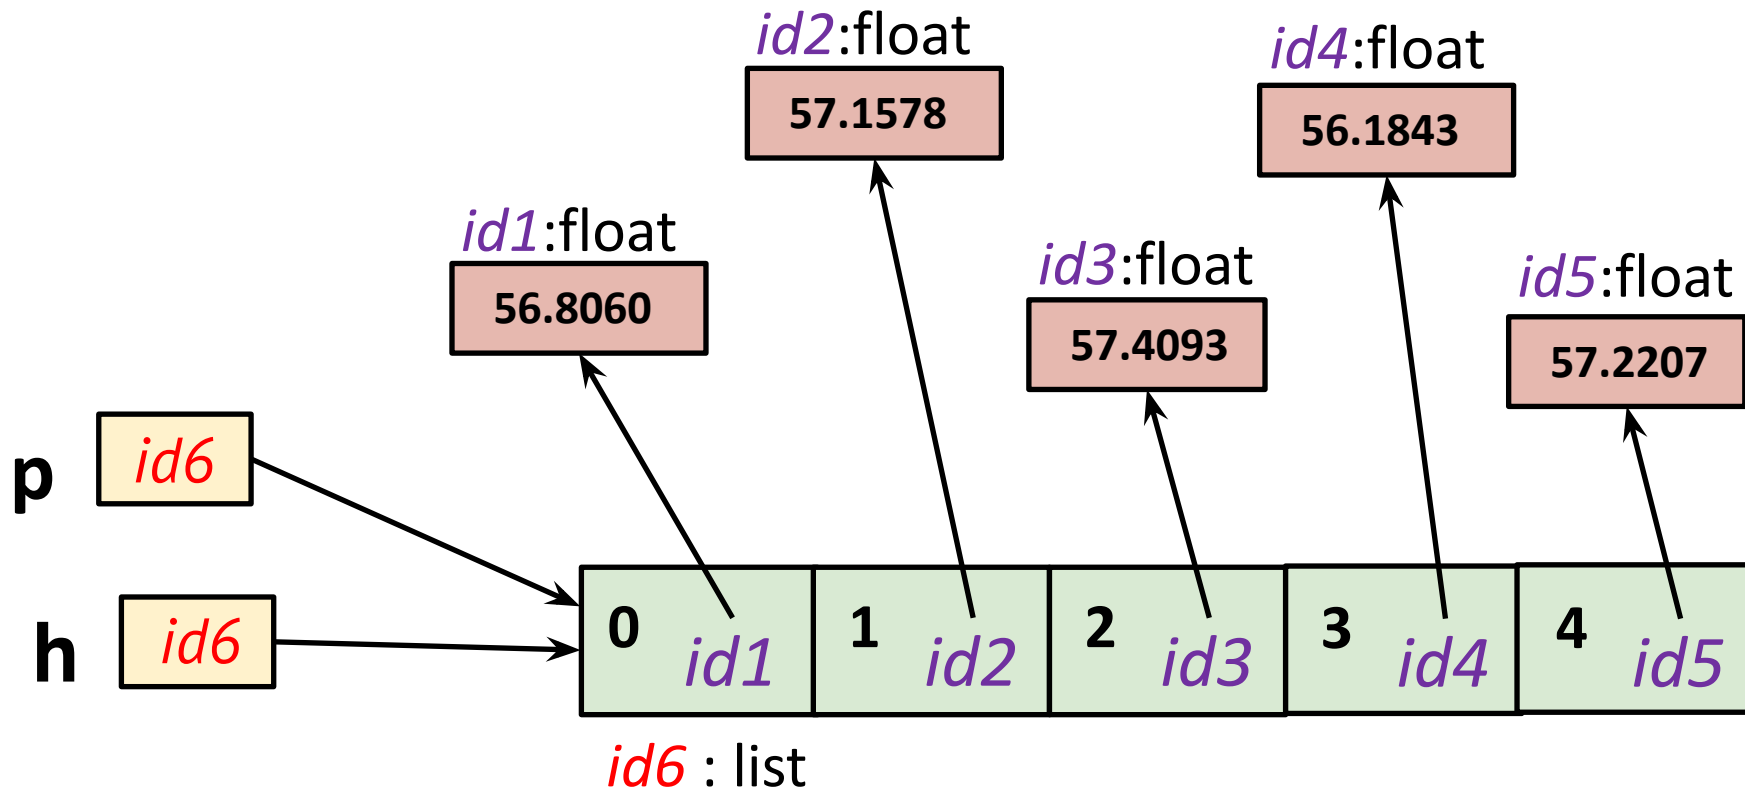 id2:float
57.1578
id4:float
56.1843
id1:float
56.8060
id3:float
57.4093
id5:float
57.2207
p id6
h id6
0 id1 1 id2 2 id3 3 id4 4 id5
id6 : list